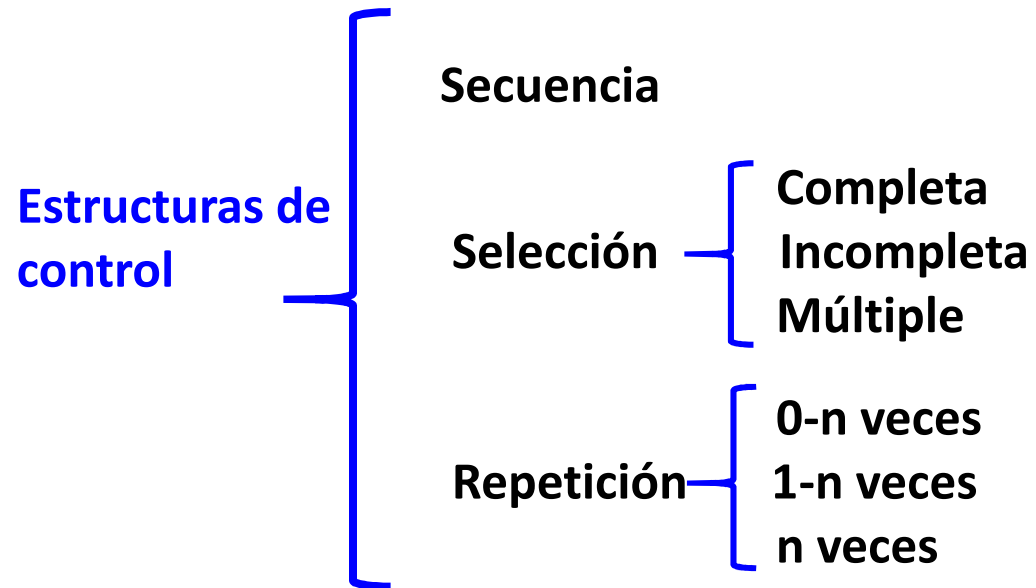 Estructuras de
control
Secuencia
Selección
Completa
Incompleta
Múltiple
Repetición
0-n veces
1-n veces
n veces